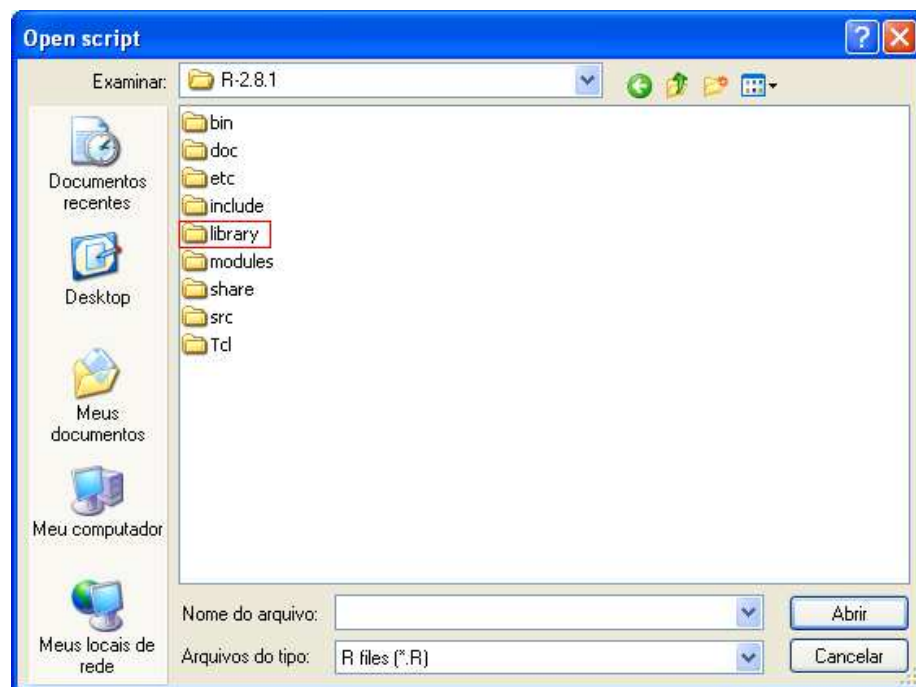 Open script
Examinar:
R-2.8.1
Documentos
recentes
Desktop
Meus
documentos
Meu computador
Meus locais de
rede
bin
doc
etc
include
library
modules
share
src
Tcl
Nome do arquivo:
Abrir
Arquivos do tipo:
R files (*.R)
Cancelar